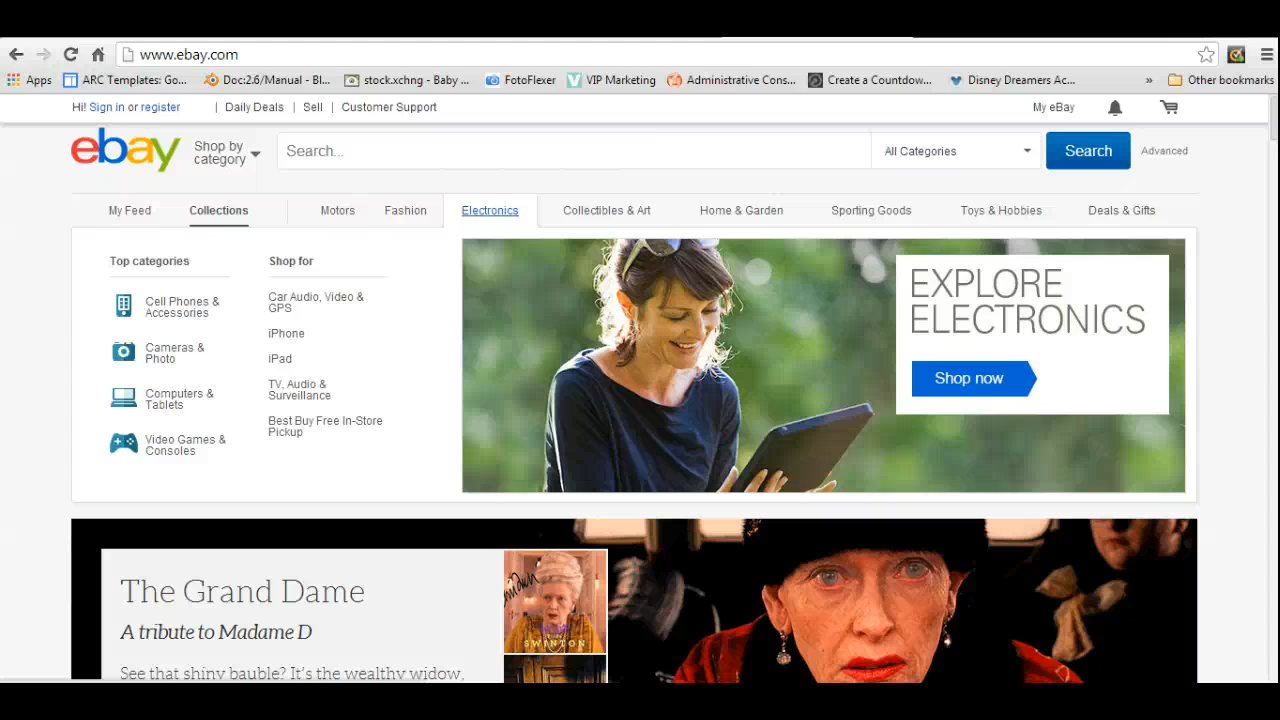 www.ebay.com
Apps ARC Templates: Go... Doc:2.6/Manual - Bl... stock.xchng - Baby ... FotoFlexer VIP Marketing Administrative Cons... Create a Countdow... Disney Dreamers Ac... » Other bookmarks
Hi! Sign in or register | Daily Deals | Sell | Customer Support My eBay
ebay Shop by
category Search... All Categories Search Advanced
My Feed Collections Motors Fashion Electronics Collectibles & Art Home & Garden Sporting Goods Toys & Hobbies Deals & Gifts
Top categories
Cell Phones &
Accessories
Cameras &
Photo
Computers &
Tablets
Video Games &
Consoles
Shop for
Car Audio, Video &
GPS
iPhone
iPad
TV, Audio &
Surveillance
Best Buy Free In-Store
Pickup
EXPLORE
ELECTRONICS
Shop now
The Grand Dame
A tribute to Madame D
See that shiny bauble? It's the wealthy widow,
SWINTON